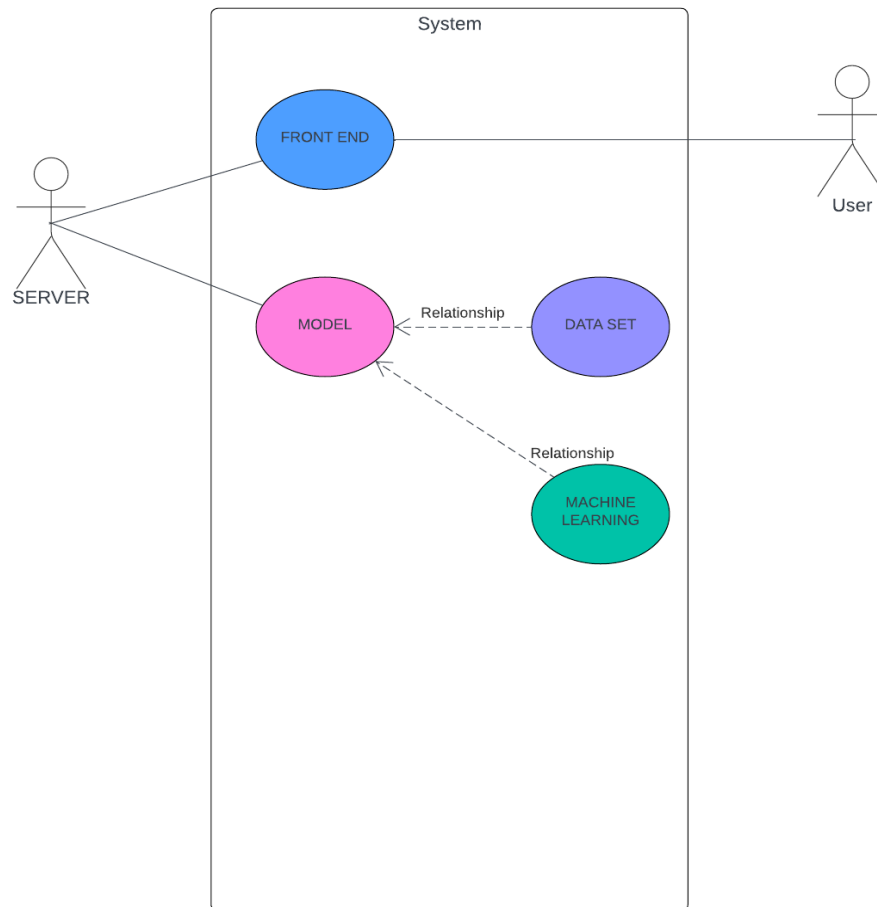 System
FRONT END
User
SERVER
MODEL
Relationship
DATA SET
Relationship
MACHINE
LEARNING